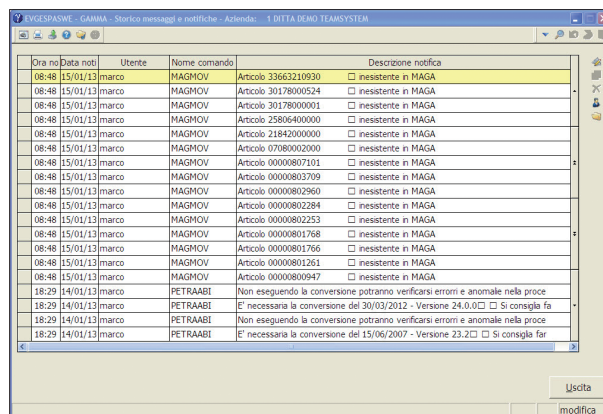 EVGESPASWE - GAMMA - Storico messaggi e notifiche - Azienda: 1 DITTA DEMO TEAMSYSTEM
Ora no Data noti Utente Nome comando Descrizione notifica
08:48 15/01/13 marco MAGMOV Articolo 33663210930 □ inesistente in MAGA
08:48 15/01/13 marco MAGMOV Articolo 30178000524 □ inesistente in MAGA
08:48 15/01/13 marco MAGMOV Articolo 30178000001 □ inesistente in MAGA
08:48 15/01/13 marco MAGMOV Articolo 25806400000 □ inesistente in MAGA
08:48 15/01/13 marco MAGMOV Articolo 21842000000 □ inesistente in MAGA
08:48 15/01/13 marco MAGMOV Articolo 07080002000 □ inesistente in MAGA
08:48 15/01/13 marco MAGMOV Articolo 00000807101 □ inesistente in MAGA
08:48 15/01/13 marco MAGMOV Articolo 00000803709 □ inesistente in MAGA
08:48 15/01/13 marco MAGMOV Articolo 00000802960 □ inesistente in MAGA
08:48 15/01/13 marco MAGMOV Articolo 00000802284 □ inesistente in MAGA
08:48 15/01/13 marco MAGMOV Articolo 00000802253 □ inesistente in MAGA
08:48 15/01/13 marco MAGMOV Articolo 00000801768 □ inesistente in MAGA
08:48 15/01/13 marco MAGMOV Articolo 00000801766 □ inesistente in MAGA
08:48 15/01/13 marco MAGMOV Articolo 00000801261 □ inesistente in MAGA
08:48 15/01/13 marco MAGMOV Articolo 00000800947 □ inesistente in MAGA
18:29 14/01/13 marco PETRAABI Non eseguendo la conversione potranno verificarsi errorni e anomalie nella proce
18:29 14/01/13 marco PETRAABI E' necessaria la conversione del 30/03/2012 - Versione 24.0.0□ □ Si consiglia fa
18:29 14/01/13 marco PETRAABI Non eseguendo la conversione potranno verificarsi errorni e anomalie nella proce
18:29 14/01/13 marco PETRAABI E' necessaria la conversione del 15/06/2007 - Versione 23.2□ □ Si consiglia far
Uscita
modifica